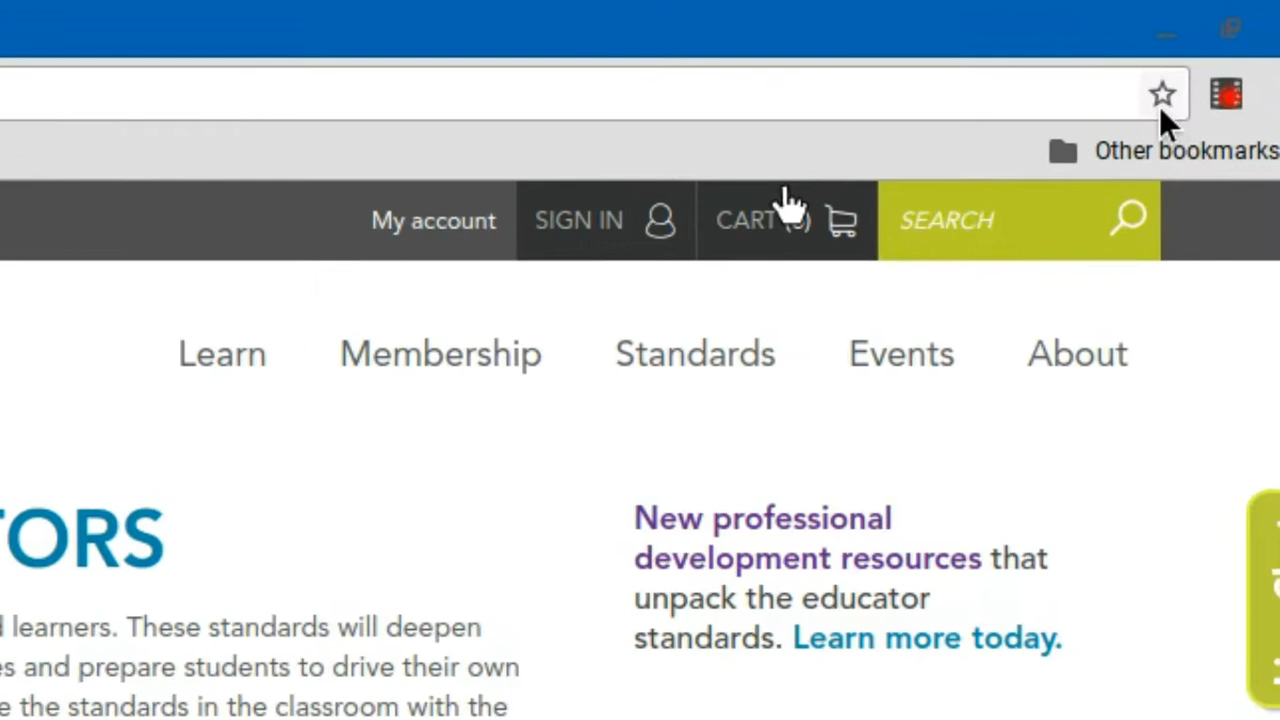 Other bookmarks
My account
SIGN IN
CART
SEARCH
Learn
Membership
Standards
Events
About
TORS
learners. These standards will deepen
and prepare students to drive their own
the standards in the classroom with the
New professional
development resources that
unpack the educator
standards. Learn more today.